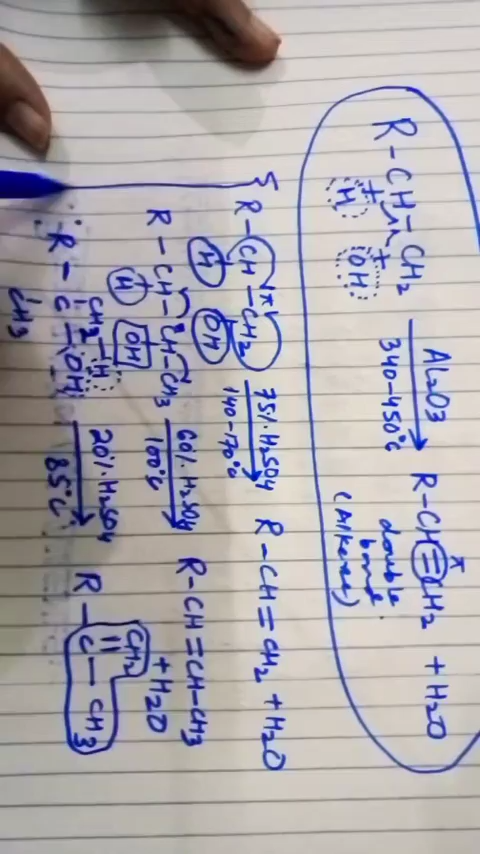 R-CH-CH2 Al2O3 R-CH=CH2 + H2O
H OH 340-450°C double
bond
(Alkenes)
R-CH-CH2 75% H2SO4 R-CH=CH2 + H2O
H OH 140-170°C
R-CH-CH-CH3 60% H2SO4 R-CH=CH-CH3
H OH 100°C + H2O
CH2-H 20% H2SO4 CH2
R-C-OH 85°C R-C-CH3
CH3